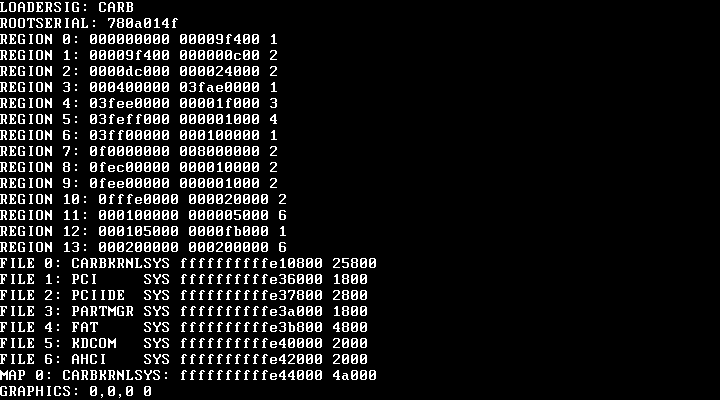 LOADERSIG: CARB
ROOTSERIAL: 780a014f
REGION 0: 000000000 00009f400 1
REGION 1: 00009f400 000000c00 2
REGION 2: 0000dc000 000024000 2
REGION 3: 000400000 03fae0000 1
REGION 4: 03fee0000 00001f000 3
REGION 5: 03feff000 000001000 4
REGION 6: 03ff00000 000100000 1
REGION 7: 0f0000000 008000000 2
REGION 8: 0fec00000 000010000 2
REGION 9: 0fee00000 000001000 2
REGION 10: 0fffe0000 000020000 2
REGION 11: 000100000 000005000 6
REGION 12: 000105000 0000fb000 1
REGION 13: 000200000 000200000 6
FILE 0: CARBKRNLSYS ffffffffffe10800 25800
FILE 1: PCI     SYS ffffffffffe36000 1800
FILE 2: PCIIDE  SYS ffffffffffe37800 2800
FILE 3: PARTMGR SYS ffffffffffe3a000 1800
FILE 4: FAT     SYS ffffffffffe3b800 4800
FILE 5: KDCOM   SYS ffffffffffe40000 2000
FILE 6: AHCI    SYS ffffffffffe42000 2000
MAP 0: CARBKRNLSYS: ffffffffffe44000 4a000
GRAPHICS: 0,0,0 0